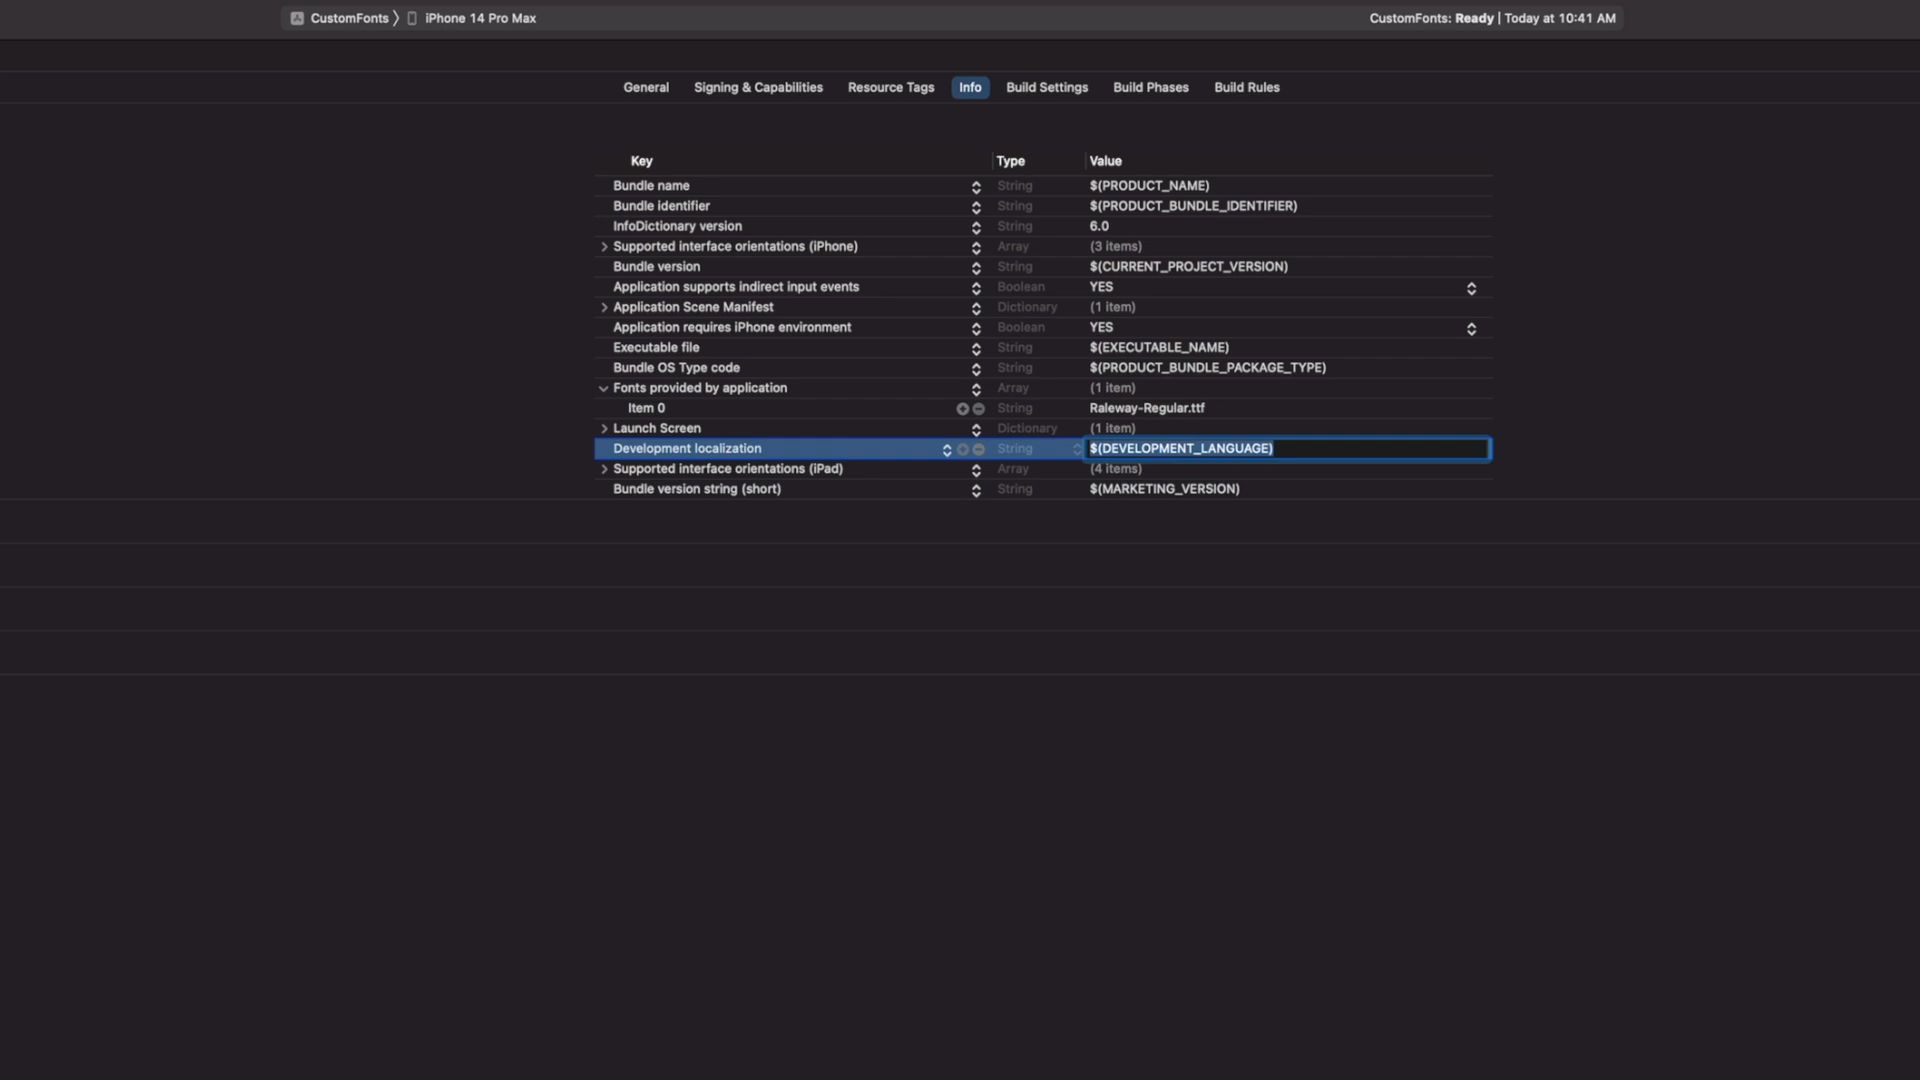 CustomFonts 〉 iPhone 14 Pro Max
CustomFonts: Ready | Today at 10:41 AM
General Signing & Capabilities Resource Tags Info Build Settings Build Phases Build Rules
Key Type Value
Bundle name String $(PRODUCT_NAME)
Bundle identifier String $(PRODUCT_BUNDLE_IDENTIFIER)
InfoDictionary version String 6.0
Supported interface orientations (iPhone) Array (3 items)
Bundle version String $(CURRENT_PROJECT_VERSION)
Application supports indirect input events Boolean YES
Application Scene Manifest Dictionary (1 item)
Application requires iPhone environment Boolean YES
Executable file String $(EXECUTABLE_NAME)
Bundle OS Type code String $(PRODUCT_BUNDLE_PACKAGE_TYPE)
Fonts provided by application Array (1 item)
Item 0 String Raleway-Regular.ttf
Launch Screen Dictionary (1 item)
Development localization String $(DEVELOPMENT_LANGUAGE)
Supported interface orientations (iPad) Array (4 items)
Bundle version string (short) String $(MARKETING_VERSION)